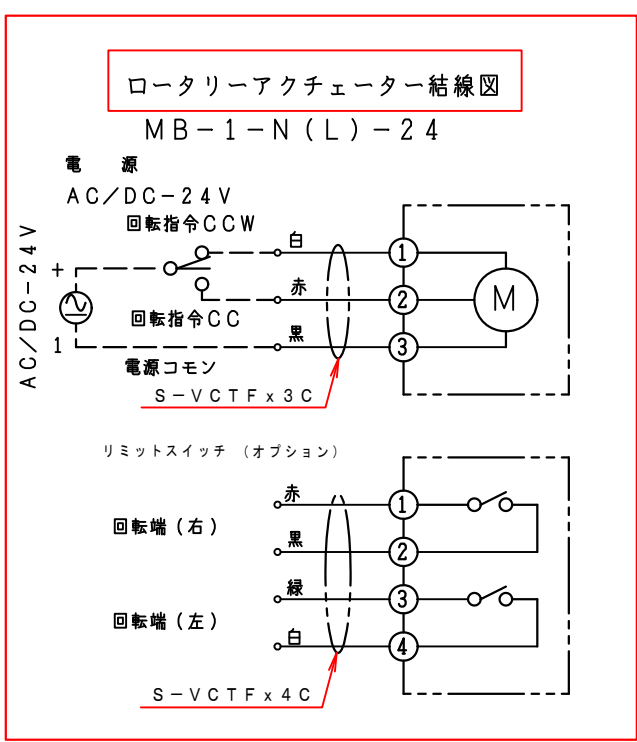 ロータリーアクチェーター結線図
MB-1-N(L)-24
電 源
AC/DC-24V
回転指令CCW
白
①
AC/DC-24V
+
赤
②
M
回転指令CC
黒
1
③
電源コモン
S-VCTFx3C
リミットスイッチ (オプション)
赤
①
回転端(右)
黒
②
緑
③
回転端(左)
白
④
S-VCTFx4C